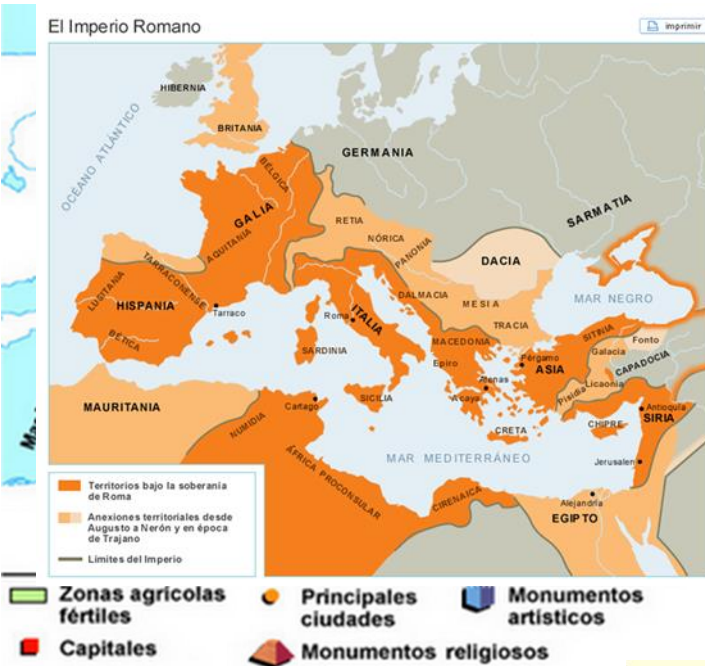 El Imperio Romano
imprimir
HIBERNIA
OCÉANO ATLÁNTICO
BRITANIA
GERMANIA
BÉLGICA
SARMATIA
GALIA
RETIA
NÓRICA
AQUITANIA
PANONIA
DACIA
LUSITANIA
TARRACONENSE
HISPANIA
Tarraco
DALMACIA
MESIA
MAR NEGRO
Roma
ITALIA
TRACIA
BÉTICA
SARDINIA
MACEDONIA
SITINIA
Fonto
Epiro
Pérgamo
Galacia
ASIA
CAPADOCIA
Atenas
Licaonia
MAURITANIA
Cartago
SICILIA
Acaya
Pisidia
Antioquía
NUMIDIA
CHIPRE
SIRIA
CRETA
MAR MEDITERRÁNEO
Jerusalen
ÁFRICA PROCONSULAR
CIRENAICA
Alejandría
EGIPTO
Territorios bajo la soberanía
de Roma
Anexiones territoriales desde
Augusto a Nerón y en época
de Trajano
Límites del Imperio
Zonas agrícolas
fértiles
Principales
ciudades
Monumentos
artísticos
Capitales
Monumentos religiosos